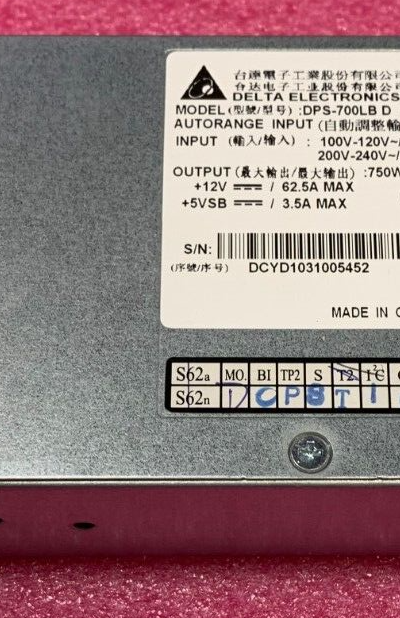 台達電子工業股份有限公
台达电子工业股份有限公
DELTA ELECTRONICS
MODEL (型號/型号) :DPS-700LB D
AUTORANGE INPUT (自動調整輸
INPUT (輸入/输入) : 100V-120V~/
200V-240V~/
OUTPUT (最大輸出/最大输出) :750W
+12V ⎓ / 62.5A MAX
+5VSB ⎓ / 3.5A MAX
S/N:
(序號/序号) DCYD1031005452
MADE IN C
S62a MO. BI TP2 S T2 I²C
S62n D C P S T 1